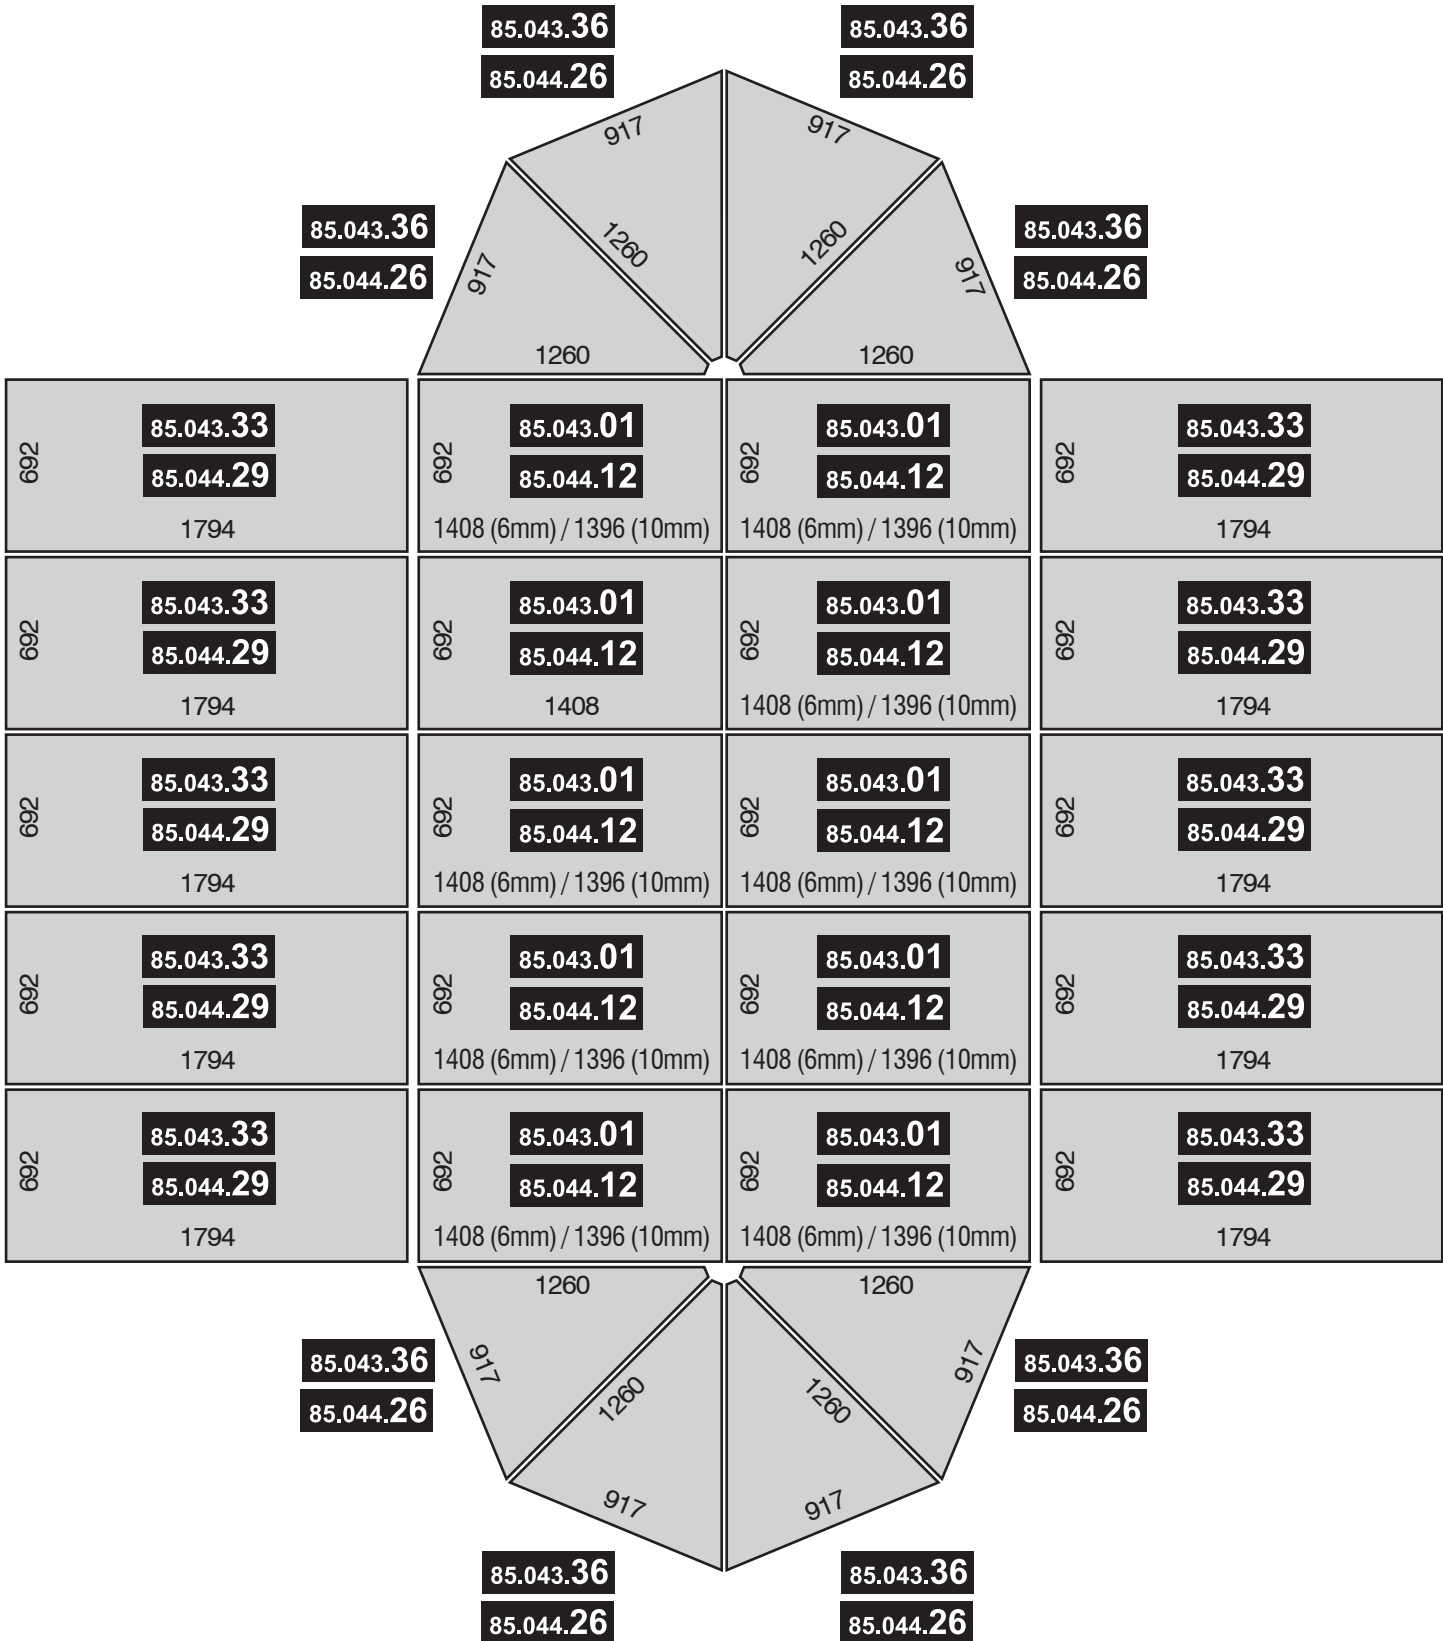 85.043.36 85.043.36
85.044.26 85.044.26
917 917
85.043.36 1260 1260 85.043.36
85.044.26 917 917 85.044.26
1260 1260
85.043.33 85.043.01 85.043.01 85.043.33
692 85.044.29 692 85.044.12 692 85.044.12 692 85.044.29
1794 1408 (6mm) / 1396 (10mm) 1408 (6mm) / 1396 (10mm) 1794
85.043.33 85.043.01 85.043.01 85.043.33
692 85.044.29 692 85.044.12 692 85.044.12 692 85.044.29
1794 1408 1408 (6mm) / 1396 (10mm) 1794
85.043.33 85.043.01 85.043.01 85.043.33
692 85.044.29 692 85.044.12 692 85.044.12 692 85.044.29
1794 1408 (6mm) / 1396 (10mm) 1408 (6mm) / 1396 (10mm) 1794
85.043.33 85.043.01 85.043.01 85.043.33
692 85.044.29 692 85.044.12 692 85.044.12 692 85.044.29
1794 1408 (6mm) / 1396 (10mm) 1408 (6mm) / 1396 (10mm) 1794
85.043.33 85.043.01 85.043.01 85.043.33
692 85.044.29 692 85.044.12 692 85.044.12 692 85.044.29
1794 1408 (6mm) / 1396 (10mm) 1408 (6mm) / 1396 (10mm) 1794
1260 1260
85.043.36 917 917 85.043.36
85.044.26 1260 1260 85.044.26
917 917
85.043.36 85.043.36
85.044.26 85.044.26